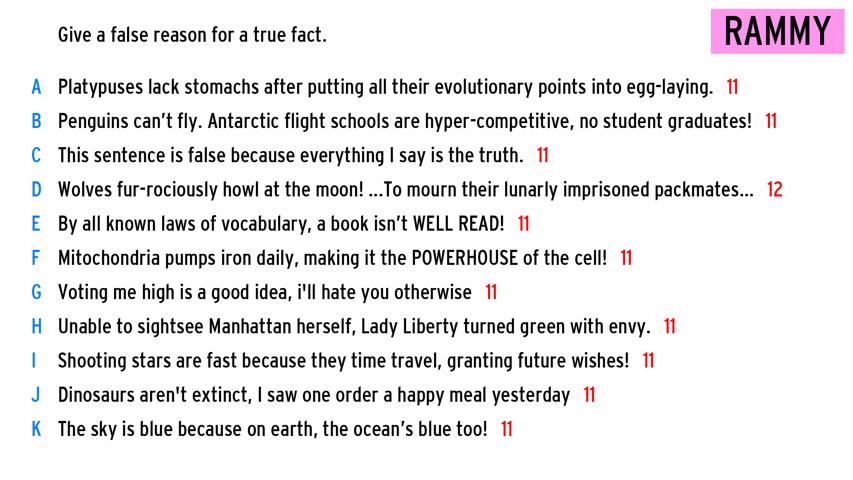 Give a false reason for a true fact.
RAMMY
A Platypuses lack stomachs after putting all their evolutionary points into egg-laying. 11
B Penguins can't fly. Antarctic flight schools are hyper-competitive, no student graduates! 11
C This sentence is false because everything I say is the truth. 11
D Wolves fur-rociously howl at the moon! ...To mourn their lunarly imprisoned packmates... 12
E By all known laws of vocabulary, a book isn't WELL READ! 11
F Mitochondria pumps iron daily, making it the POWERHOUSE of the cell! 11
G Voting me high is a good idea, i'll hate you otherwise 11
H Unable to sightsee Manhattan herself, Lady Liberty turned green with envy. 11
I Shooting stars are fast because they time travel, granting future wishes! 11
J Dinosaurs aren't extinct, I saw one order a happy meal yesterday 11
K The sky is blue because on earth, the ocean's blue too! 11